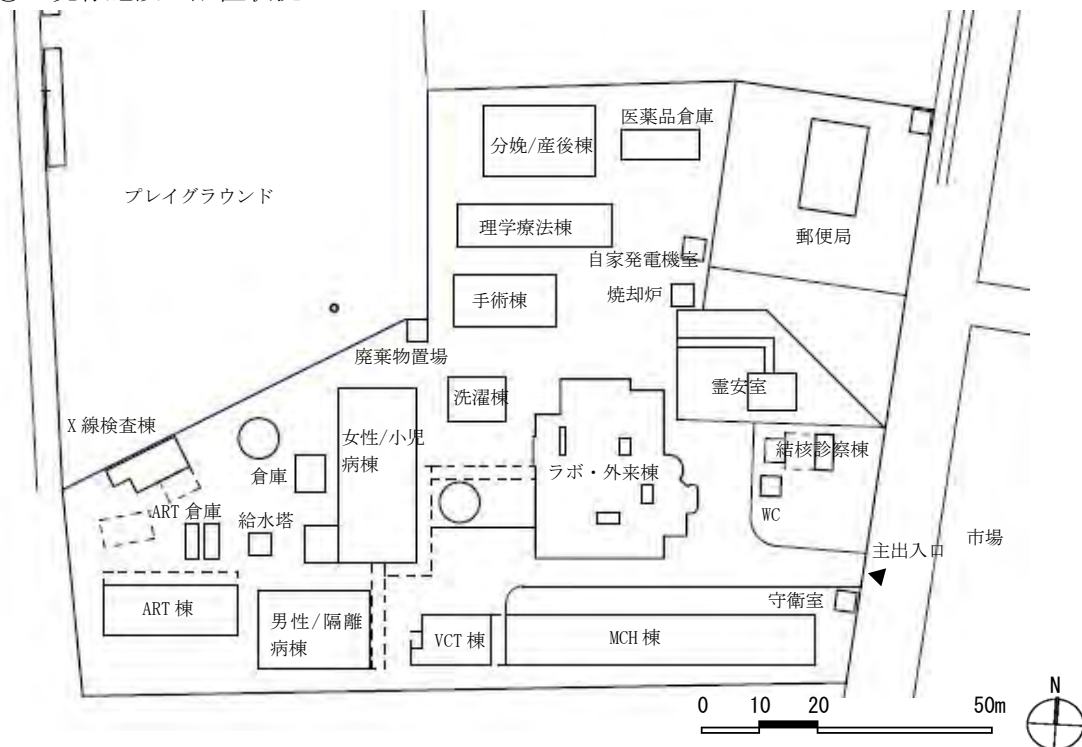 医薬品倉庫
分娩/産後棟
プレイグラウンド
理学療法棟
郵便局
自家発電機室
焼却炉
手術棟
廃棄物置場
霊安室
洗濯棟
X 線検査棟
女性/小児
病棟
結核診察棟
倉庫
ラボ・外来棟
ART 倉庫
給水塔
WC
主出入口
市場
守衛室
ART 棟
男性/隔離
病棟
VCT 棟
MCH 棟
0 10 20 50m
N